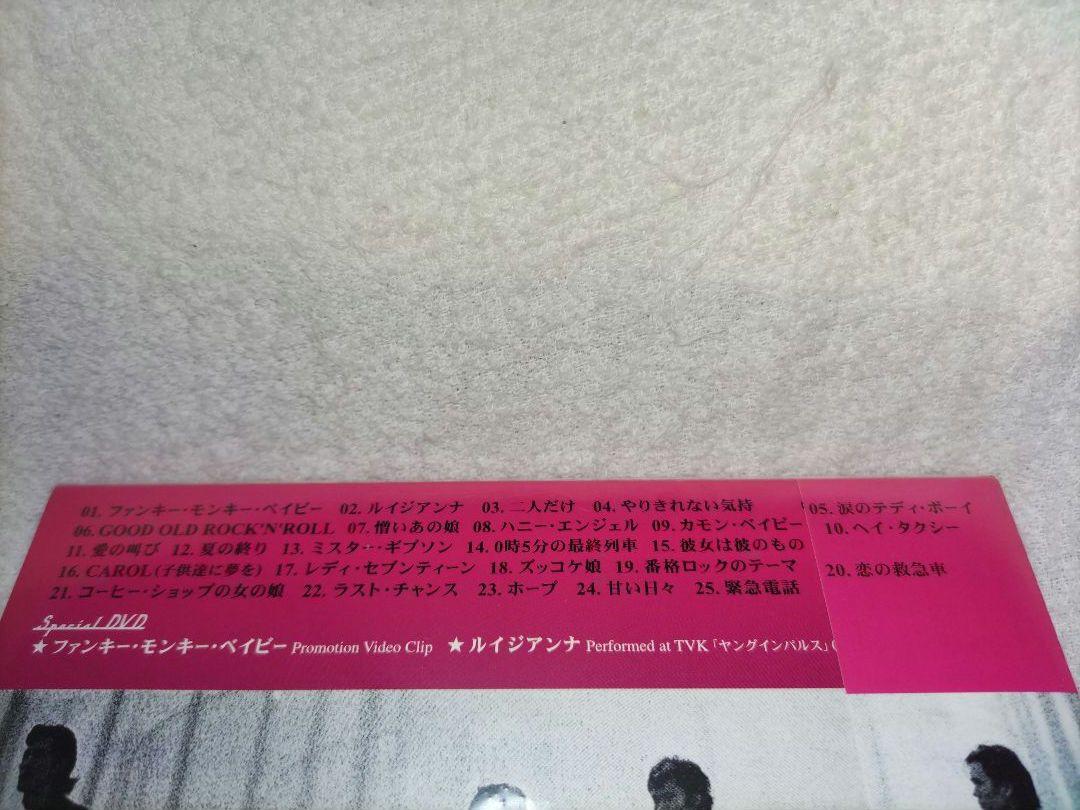 01. ファンキー・モンキー・ベイビー 02. ルイジアンナ 03. 二人だけ 04. やりきれない気持 05. 涙のテディ・ボーイ
06. GOOD OLD ROCK'N'ROLL 07. 憎いあの娘 08. ハニー・エンジェル 09. カモン・ベイビー 10. ヘイ・タクシー
11. 愛の叫び 12. 夏の終り 13. ミスター・ギブソン 14. 0時5分の最終列車 15. 彼女は彼のもの
16. CAROL(子供達に夢を) 17. レディ・セブンティーン 18. ズッコケ娘 19. 番格ロックのテーマ 20. 恋の救急車
21. コーヒー・ショップの女の娘 22. ラスト・チャンス 23. ホープ 24. 甘い日々 25. 緊急電話
Special DVD
★ ファンキー・モンキー・ベイビー Promotion Video Clip ★ ルイジアンナ Performed at TVK「ヤングインパルス」(